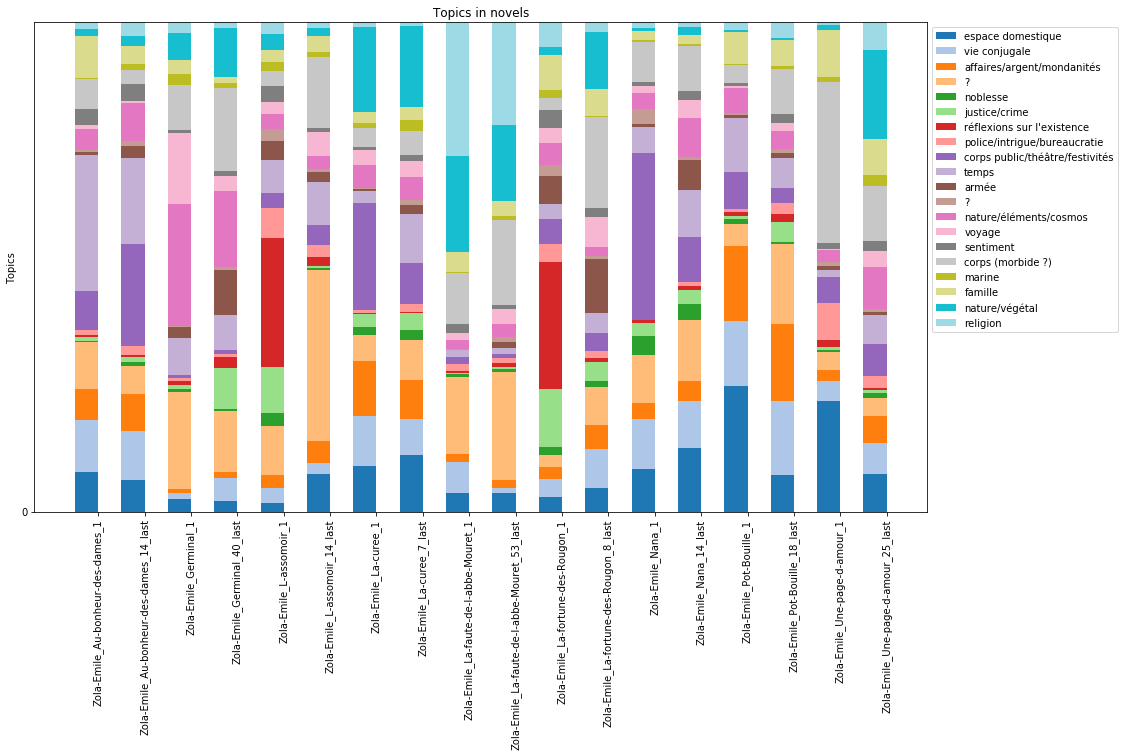 Topics in novels
Topics
0
espace domestique
vie conjugale
affaires/argent/mondanités
?
noblesse
justice/crime
réflexions sur l'existence
police/intrigue/bureaucratie
corps public/théâtre/festivités
temps
armée
?
nature/éléments/cosmos
voyage
sentiment
corps (morbide ?)
marine
famille
nature/végétal
religion
Zola-Emile_Au-bonheur-des-dames_1
Zola-Emile_Au-bonheur-des-dames_14_last
Zola-Emile_Germinal_1
Zola-Emile_Germinal_40_last
Zola-Emile_L-assomoir_1
Zola-Emile_L-assomoir_14_last
Zola-Emile_La-curee_1
Zola-Emile_La-curee_7_last
Zola-Emile_La-faute-de-l-abbe-Mouret_1
Zola-Emile_La-faute-de-l-abbe-Mouret_53_last
Zola-Emile_La-fortune-des-Rougon_1
Zola-Emile_La-fortune-des-Rougon_8_last
Zola-Emile_Nana_1
Zola-Emile_Nana_14_last
Zola-Emile_Pot-Bouille_1
Zola-Emile_Pot-Bouille_18_last
Zola-Emile_Une-page-d-amour_1
Zola-Emile_Une-page-d-amour_25_last